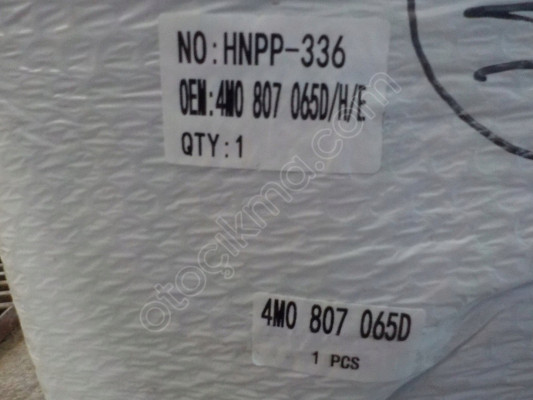 NO:HNPP-336
OEM:4M0 807 065D/H/E
QTY:1
otoçıkma.com
4M0 807 065D
1 PCS